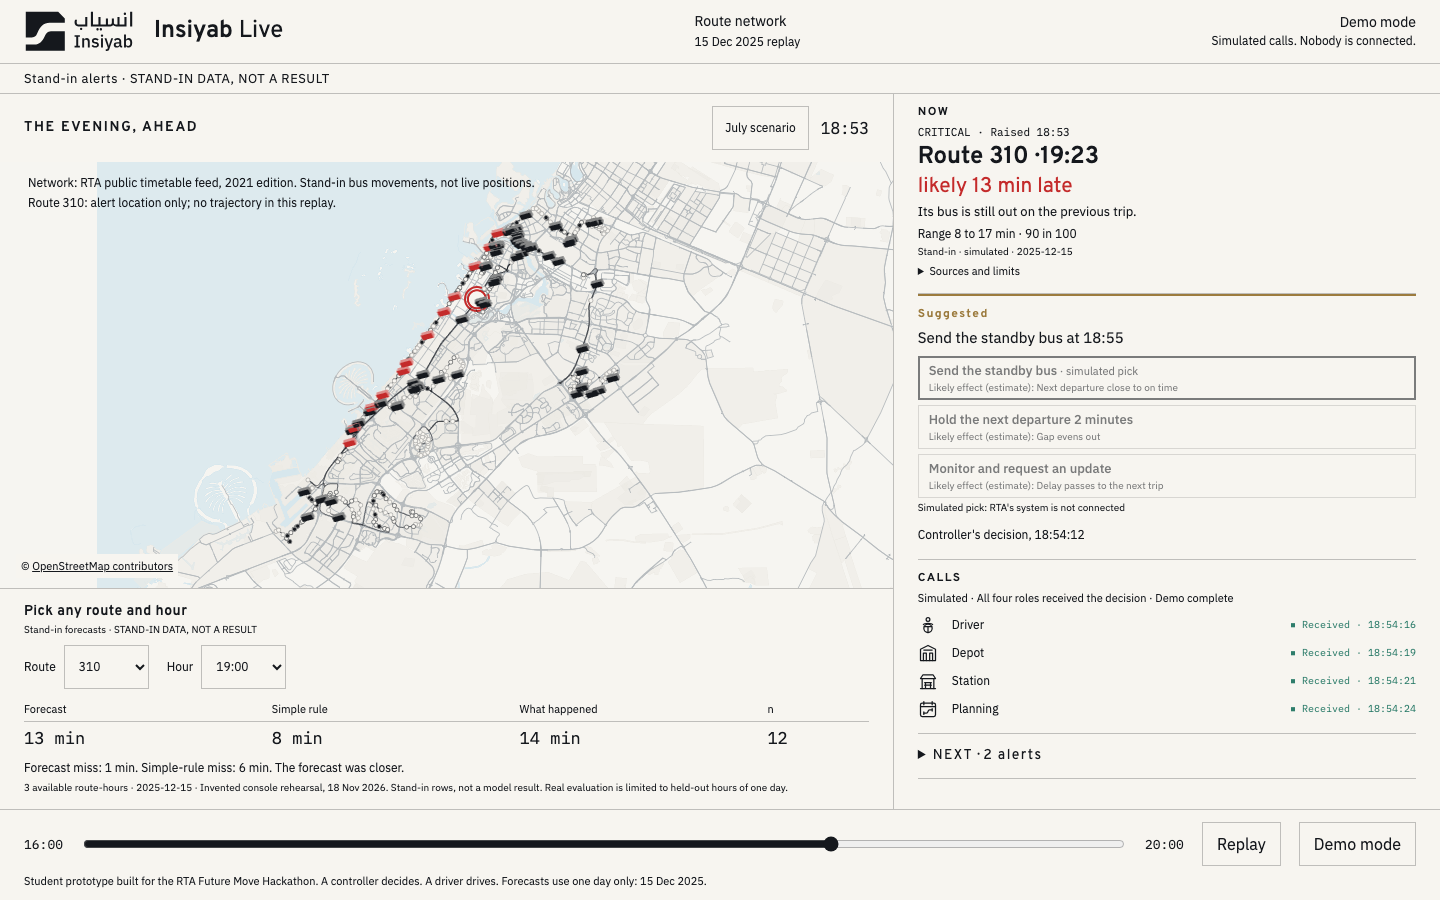 انسياب
Insiyab
Insiyab Live
Route network
15 Dec 2025 replay
Demo mode
Simulated calls. Nobody is connected.
Stand-in alerts · STAND-IN DATA, NOT A RESULT
THE EVENING, AHEAD
July scenario
18:53
Network: RTA public timetable feed, 2021 edition. Stand-in bus movements, not live positions.
Route 310: alert location only; no trajectory in this replay.
© OpenStreetMap contributors
Pick any route and hour
Stand-in forecasts · STAND-IN DATA, NOT A RESULT
Route 310 Hour 19:00
Forecast Simple rule What happened n
13 min 8 min 14 min 12
Forecast miss: 1 min. Simple-rule miss: 6 min. The forecast was closer.
3 available route-hours · 2025-12-15 · Invented console rehearsal, 18 Nov 2026. Stand-in rows, not a model result. Real evaluation is limited to held-out hours of one day.
NOW
CRITICAL · Raised 18:53
Route 310 ·19:23
likely 13 min late
Its bus is still out on the previous trip.
Range 8 to 17 min · 90 in 100
Stand-in · simulated · 2025-12-15
Sources and limits
Suggested
Send the standby bus at 18:55
Send the standby bus · simulated pick
Likely effect (estimate): Next departure close to on time
Hold the next departure 2 minutes
Likely effect (estimate): Gap evens out
Monitor and request an update
Likely effect (estimate): Delay passes to the next trip
Simulated pick: RTA's system is not connected
Controller's decision, 18:54:12
CALLS
Simulated · All four roles received the decision · Demo complete
Driver Received · 18:54:16
Depot Received · 18:54:19
Station Received · 18:54:21
Planning Received · 18:54:24
NEXT · 2 alerts
16:00 20:00 Replay Demo mode
Student prototype built for the RTA Future Move Hackathon. A controller decides. A driver drives. Forecasts use one day only: 15 Dec 2025.